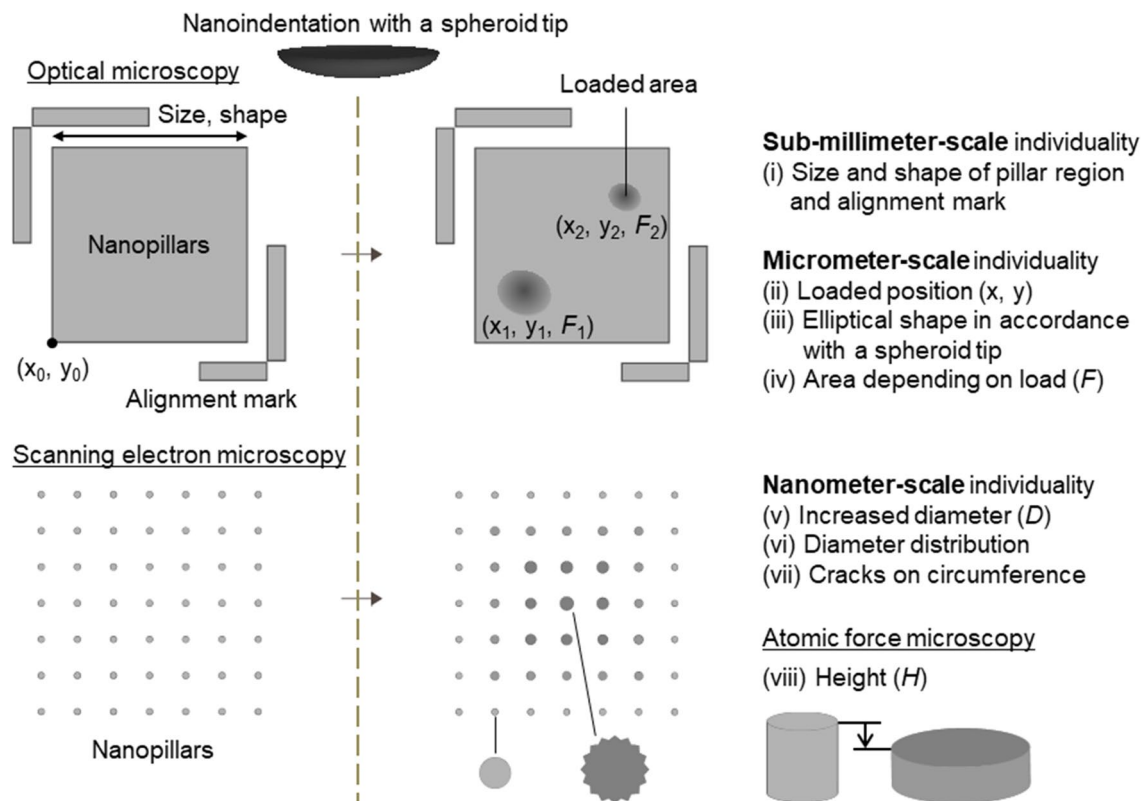 Nanoindentation with a spheroid tip
Optical microscopy
Size, shape
Nanopillars
(x₀, y₀)
Alignment mark
Loaded area
(x₂, y₂, F₂)
(x₁, y₁, F₁)
Sub-millimeter-scale individuality
(i) Size and shape of pillar region
and alignment mark
Micrometer-scale individuality
(ii) Loaded position (x, y)
(iii) Elliptical shape in accordance
with a spheroid tip
(iv) Area depending on load (F)
Scanning electron microscopy
Nanopillars
Nanometer-scale individuality
(v) Increased diameter (D)
(vi) Diameter distribution
(vii) Cracks on circumference
Atomic force microscopy
(viii) Height (H)